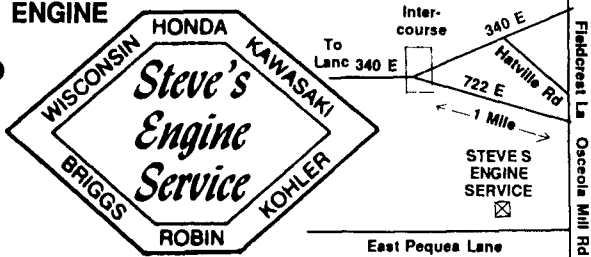 ENGINE
HONDA
WISCONSIN
KAWASAKI
Steve's
Engine
Service
BRIGGS
KOHLER
ROBIN
Inter-
course
To
Lanc 340 E
340 E
Hatville Rd
722 E
1 Mile
Fieldcrest La
Osceola Mill Rd
STEVE S
ENGINE
SERVICE
East Pequea Lane